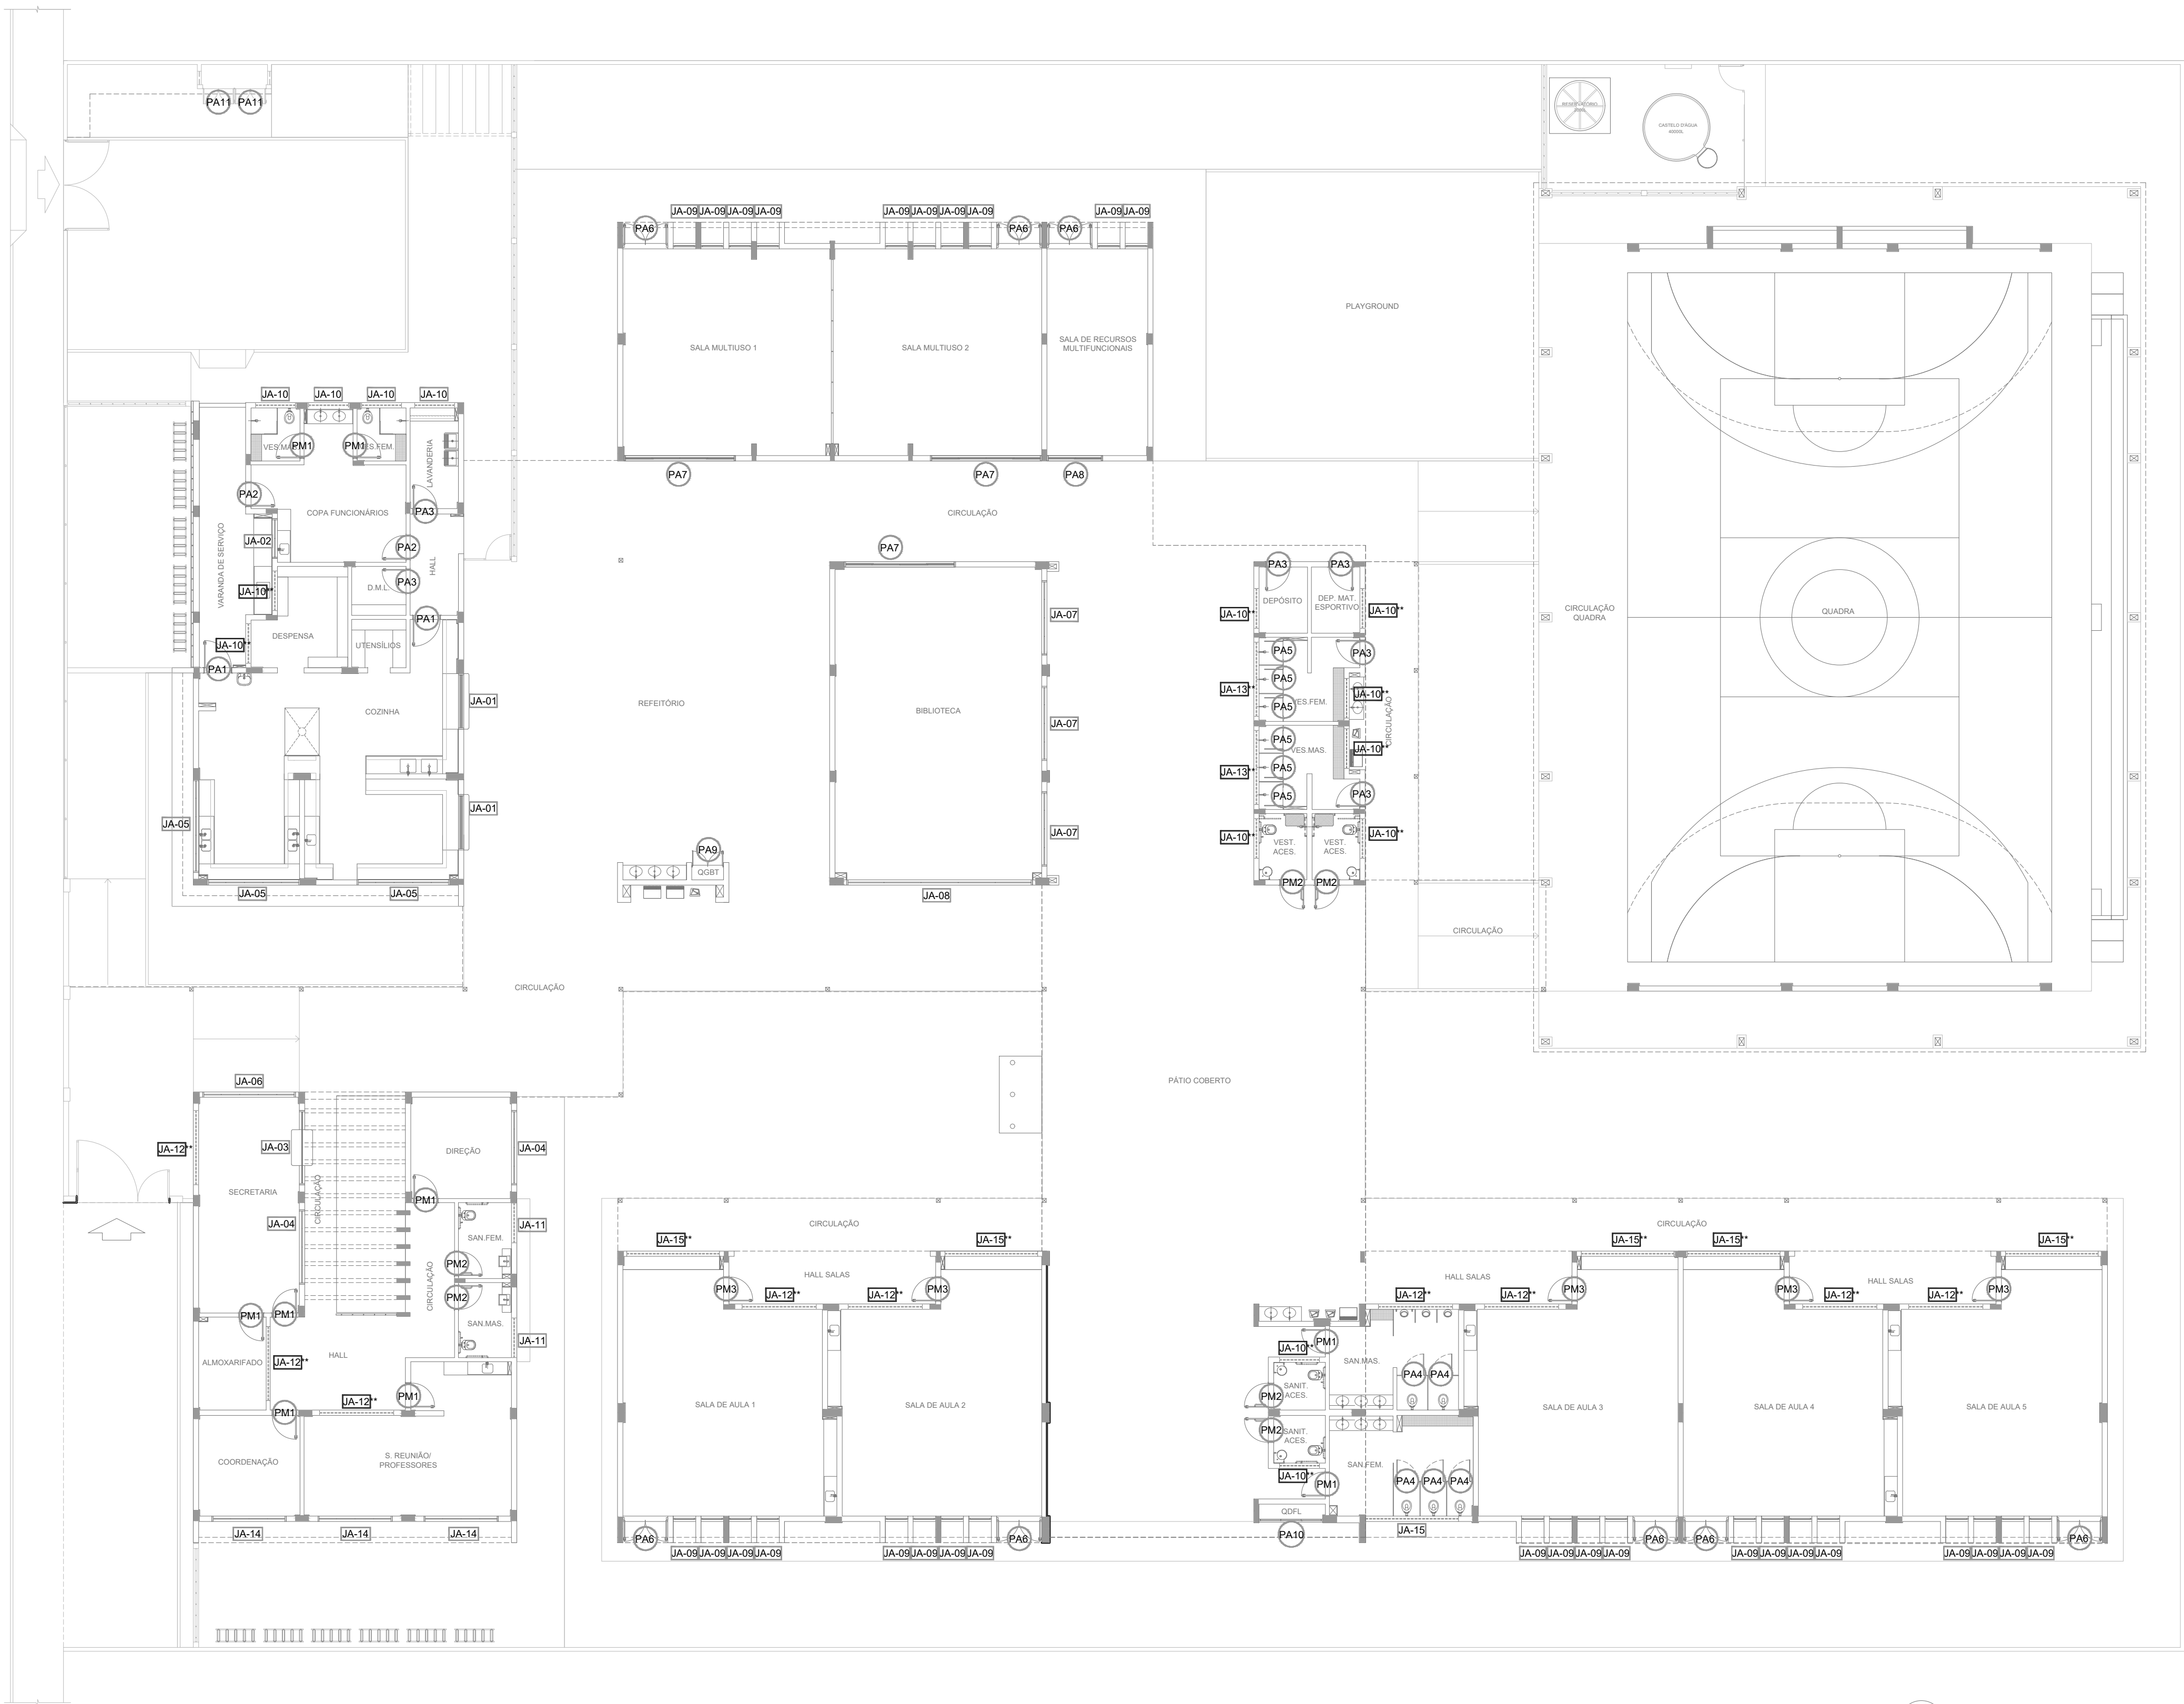 PA11 PA11
RESERVATÓRIO
CASTELO D'ÁGUA
60000L
JA-09 JA-09 JA-09 JA-09
JA-09 JA-09 JA-09 JA-09
JA-09 JA-09
PA6
PA6
PA6
SALA MULTIUSO 1
SALA MULTIUSO 2
SALA DE RECURSOS
MULTIFUNCIONAIS
PLAYGROUND
PA7
PA7
PA8
CIRCULAÇÃO
JA-10
JA-10
JA-10
JA-10
VES.MAS.
PM1
PM1
VES.FEM.
LAVANDERIA
PA2
PA3
COPA FUNCIONÁRIOS
JA-02
PA2
VARANDA DE SERVIÇO
HALL
JA-10**
D.M.L.
PA3
PA1
DESPENSA
UTENSÍLIOS
JA-10**
PA1
COZINHA
JA-01
JA-01
JA-05
JA-05
JA-05
REFEITÓRIO
PA7
BIBLIOTECA
JA-07
JA-07
JA-07
JA-08
PA9
QGBT
PA3
PA3
DEPÓSITO
DEP. MAT.
ESPORTIVO
JA-10**
JA-10**
PA5
PA5
PA5
PA3
VES.FEM.
JA-13**
JA-10**
CIRCULAÇÃO
PA5
PA5
PA5
VES.MAS.
JA-10**
JA-13**
PA3
JA-10**
JA-10**
VEST.
ACES.
VEST.
ACES.
PM2
PM2
CIRCULAÇÃO
QUADRA
QUADRA
CIRCULAÇÃO
CIRCULAÇÃO
PÁTIO COBERTO
JA-06
JA-12**
JA-03
SECRETARIA
CIRCULAÇÃO
JA-04
DIREÇÃO
JA-04
PM1
JA-11
SAN.FEM.
PM2
PM2
CIRCULAÇÃO
SAN.MAS.
JA-11
PM1
PM1
ALMOXARIFADO
JA-12**
HALL
JA-12**
PM1
PM1
COORDENAÇÃO
S. REUNIÃO/
PROFESSORES
JA-14
JA-14
JA-14
CIRCULAÇÃO
JA-15**
JA-15**
HALL SALAS
PM3
PM3
JA-12**
JA-12**
SALA DE AULA 1
SALA DE AULA 2
PA6
PA6
JA-09 JA-09 JA-09 JA-09
JA-09 JA-09 JA-09 JA-09
CIRCULAÇÃO
JA-15**
JA-15**
JA-15**
HALL SALAS
HALL SALAS
PM3
PM3
PM3
JA-12**
JA-12**
JA-12**
JA-12**
PM1
JA-10**
SAN.MAS.
PA4
PA4
SANIT.
ACES.
PM2
PM2
SANIT.
ACES.
SAN.FEM.
JA-10**
PM1
PA4
PA4
PA4
QDFL
PA10
JA-15
SALA DE AULA 3
SALA DE AULA 4
SALA DE AULA 5
PA6
PA6
PA6
JA-09 JA-09 JA-09 JA-09
JA-09 JA-09 JA-09 JA-09
JA-09 JA-09 JA-09 JA-09